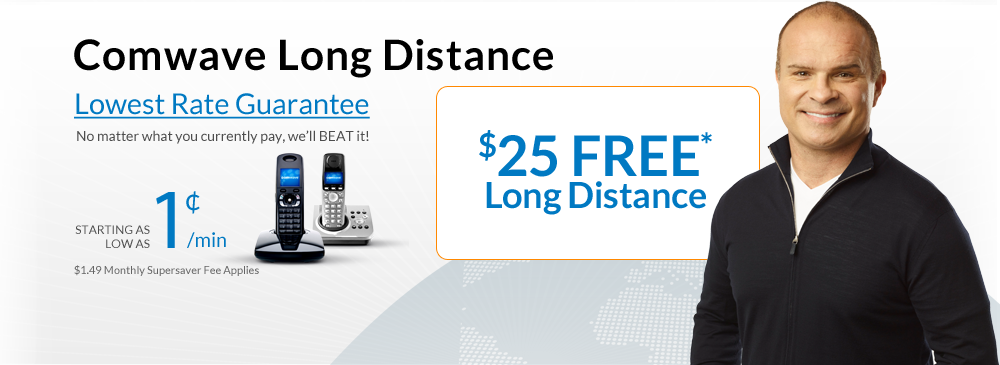 Comwave Long Distance
Lowest Rate Guarantee
No matter what you currently pay, we'll BEAT it!
STARTING AS
LOW AS
1¢
/min
$1.49 Monthly Supersaver Fee Applies
$25 FREE*
Long Distance